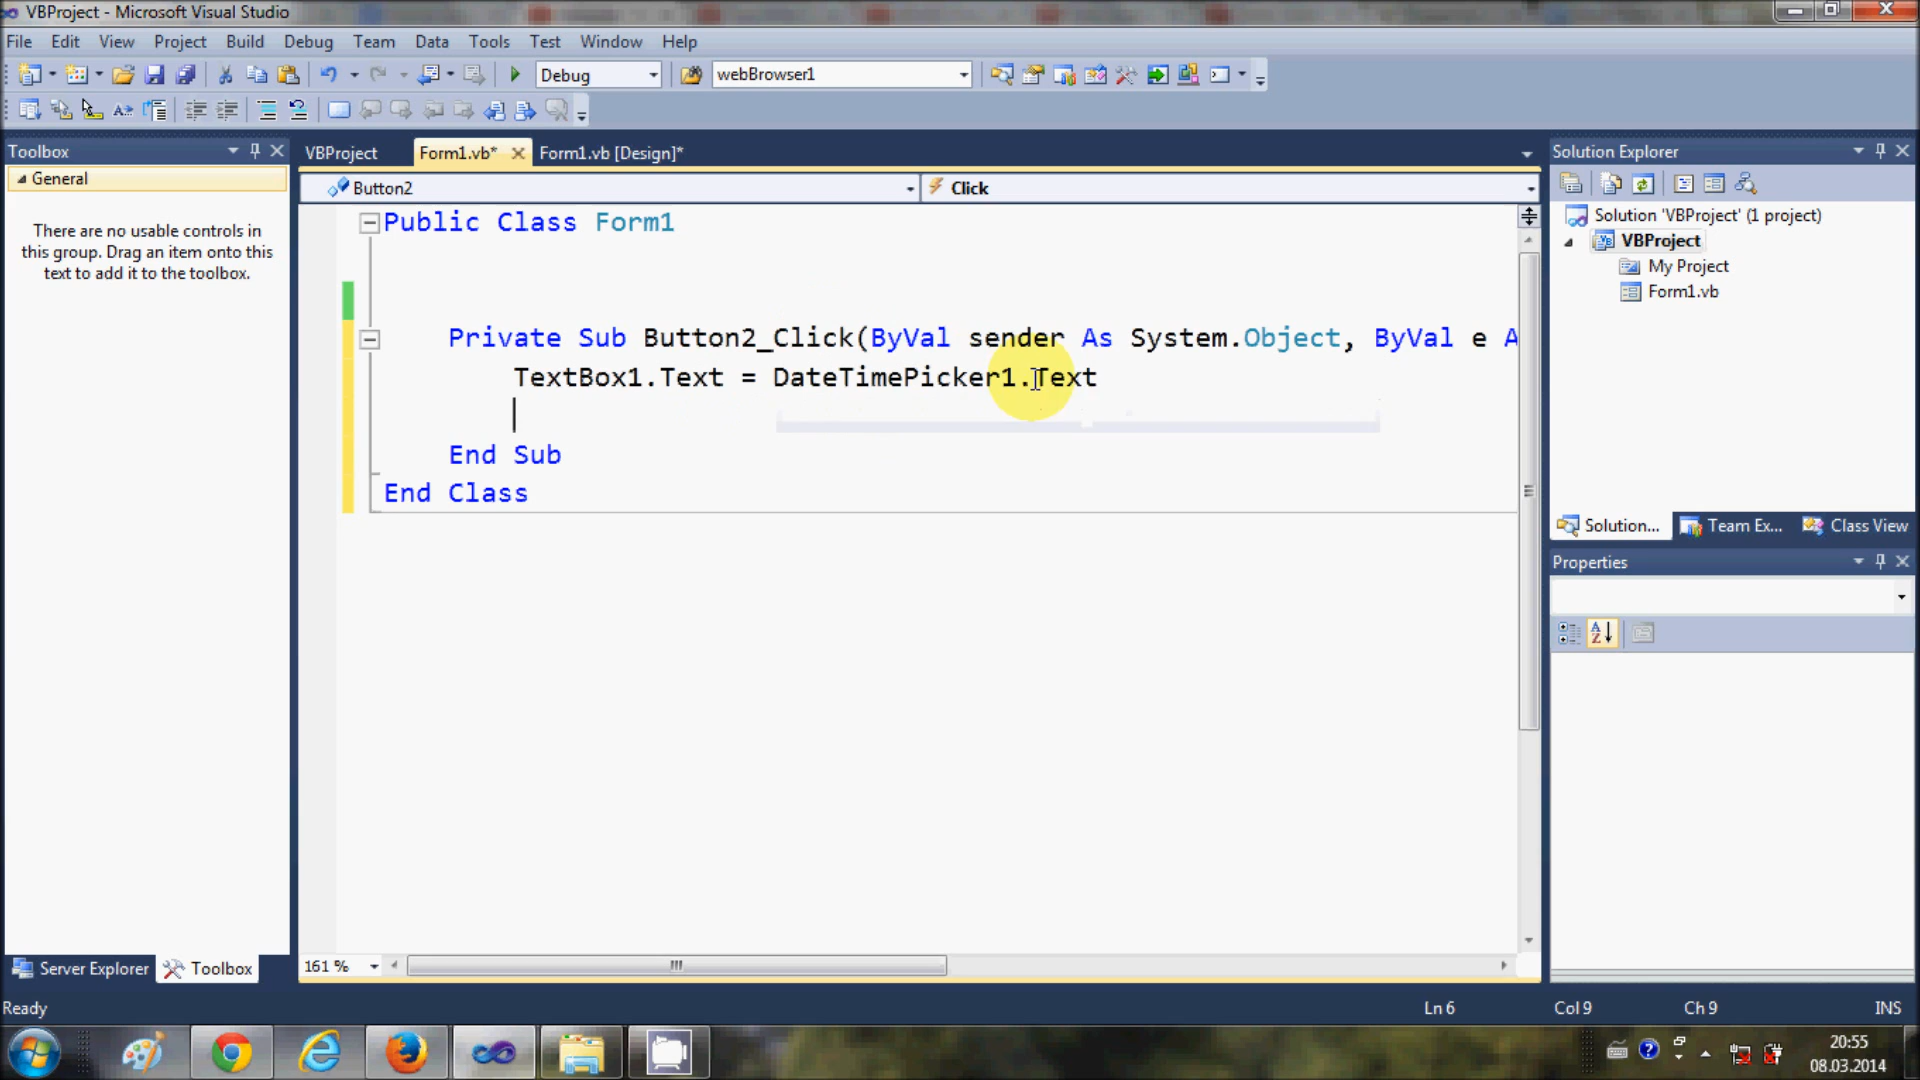 VBProject - Microsoft Visual Studio
File Edit View Project Build Debug Team Data Tools Test Window Help
Debug webBrowser1
Toolbox
General
There are no usable controls in
this group. Drag an item onto this
text to add it to the toolbox.
Server Explorer Toolbox
VBProject Form1.vb* Form1.vb [Design]*
Button2 Click
Public Class Form1
Private Sub Button2_Click(ByVal sender As System.Object, ByVal e A
TextBox1.Text = DateTimePicker1.Text
End Sub
End Class
161 %
Solution Explorer
Solution 'VBProject' (1 project)
VBProject
My Project
Form1.vb
Solution... Team Ex... Class View
Properties
Ready Ln 6 Col 9 Ch 9 INS
20:55
08.03.2014